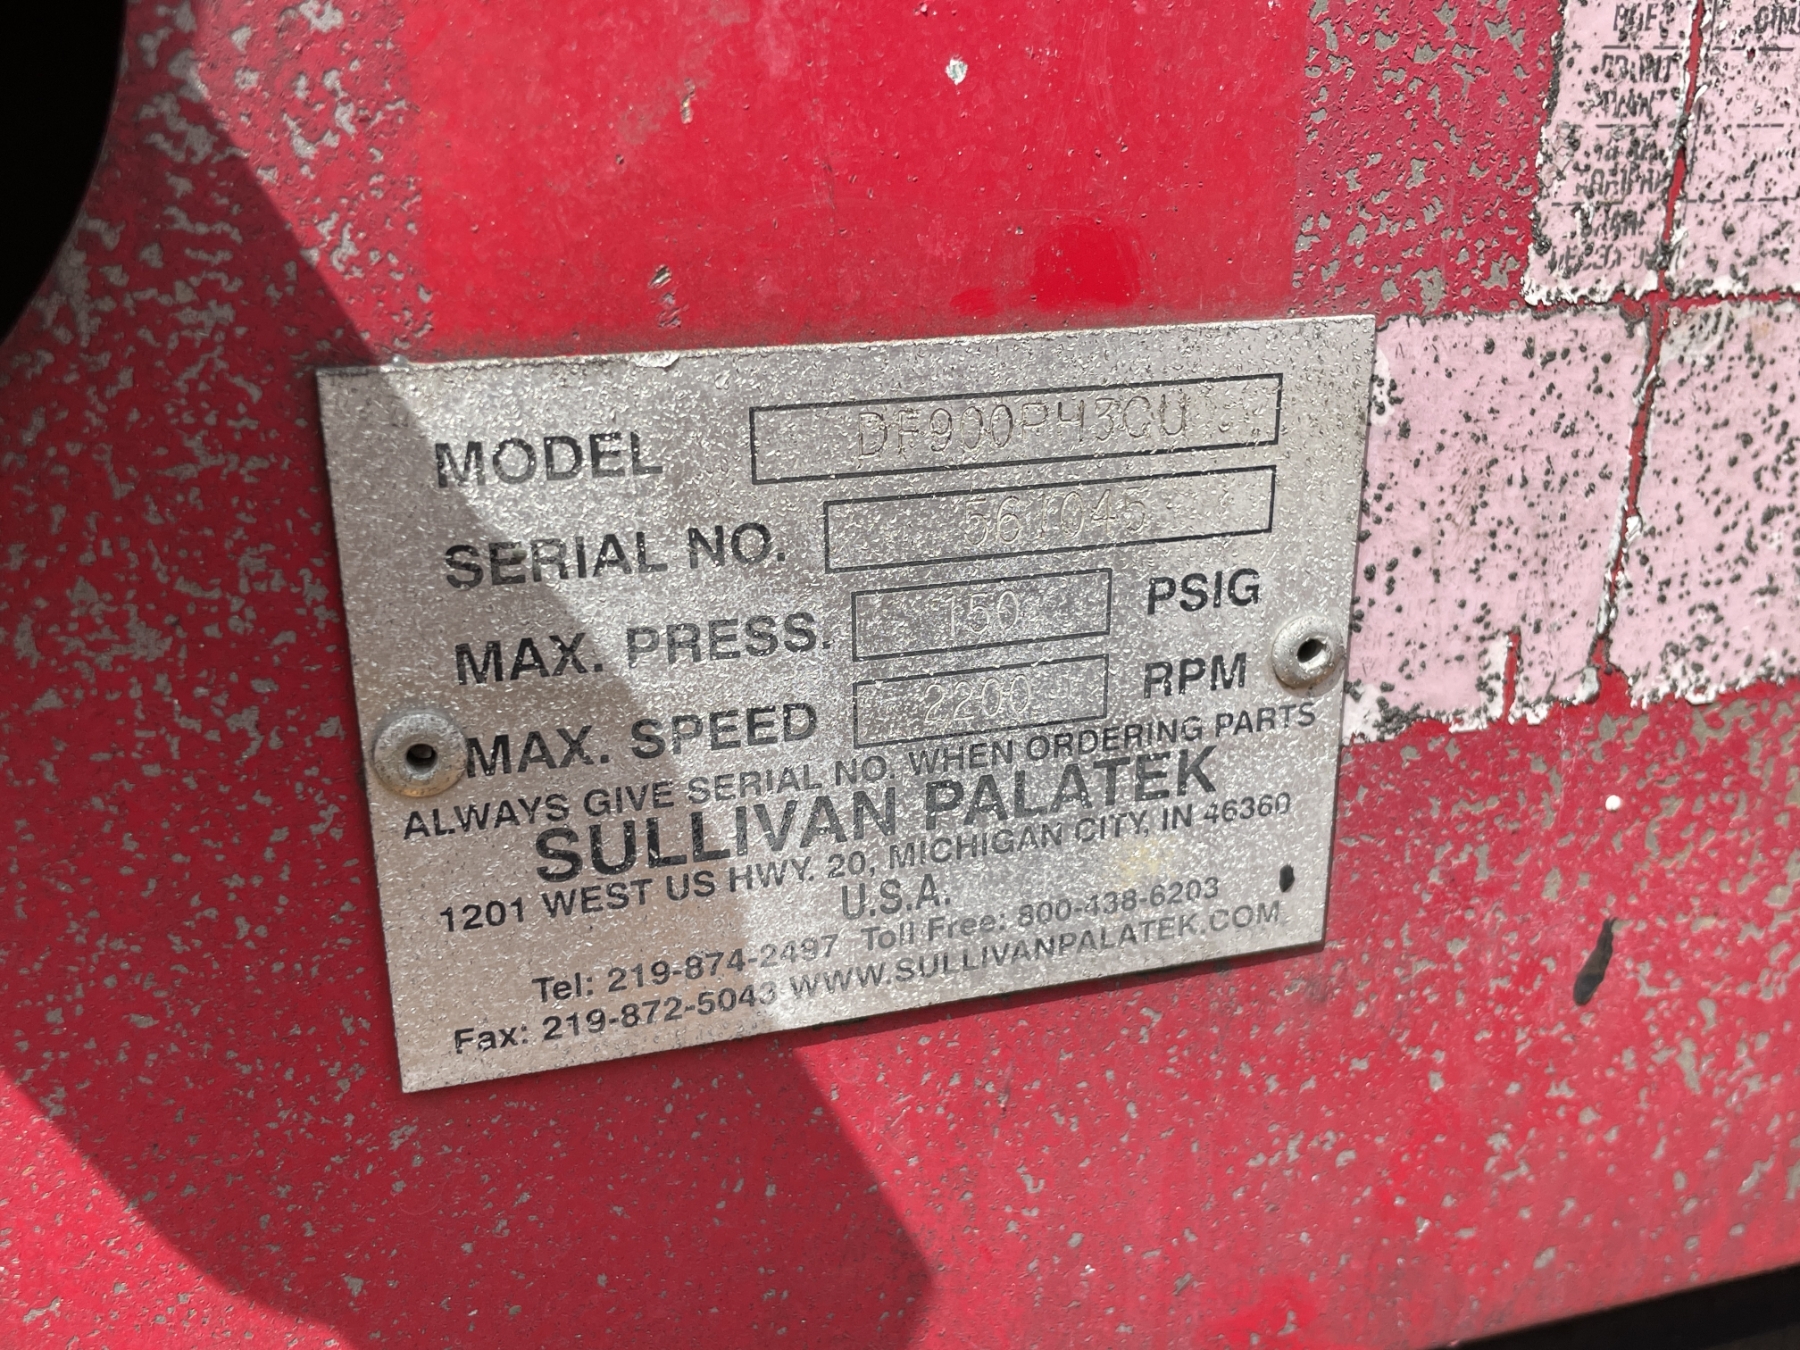 MODEL DF900PH3CU
SERIAL NO. 561045
MAX. PRESS. 150 PSIG
MAX. SPEED 2200 RPM
ALWAYS GIVE SERIAL NO. WHEN ORDERING PARTS
SULLIVAN PALATEK
1201 WEST US HWY. 20, MICHIGAN CITY, IN 46360
U.S.A.
Tel: 219-874-2497 Toll Free: 800-438-6203
Fax: 219-872-5043 WWW.SULLIVANPALATEK.COM